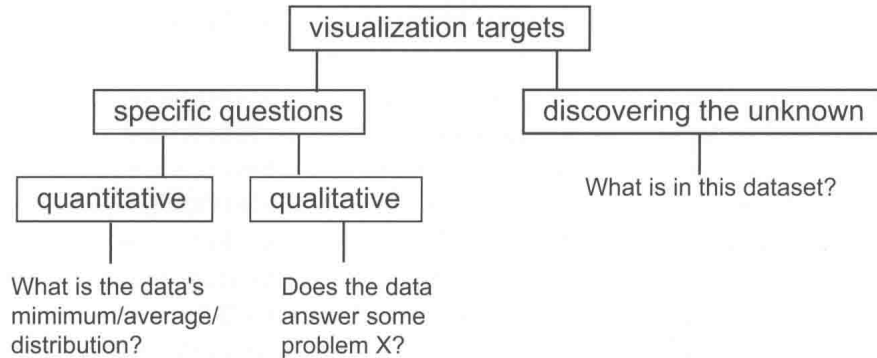 visualization targets
specific questions
discovering the unknown
quantitative
qualitative
What is in this dataset?
What is the data's
mimimum/average/
distribution?
Does the data
answer some
problem X?